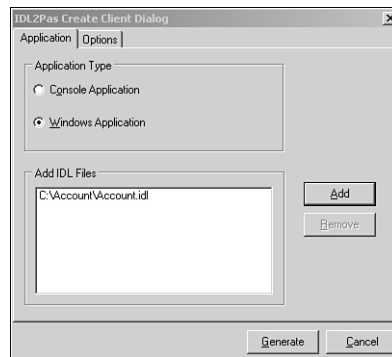 IDL2Pas Create Client Dialog
Application Options
Application Type
Console Application
Windows Application
Add IDL Files
C:\Account\Account.idl
Add
Remove
Generate Cancel